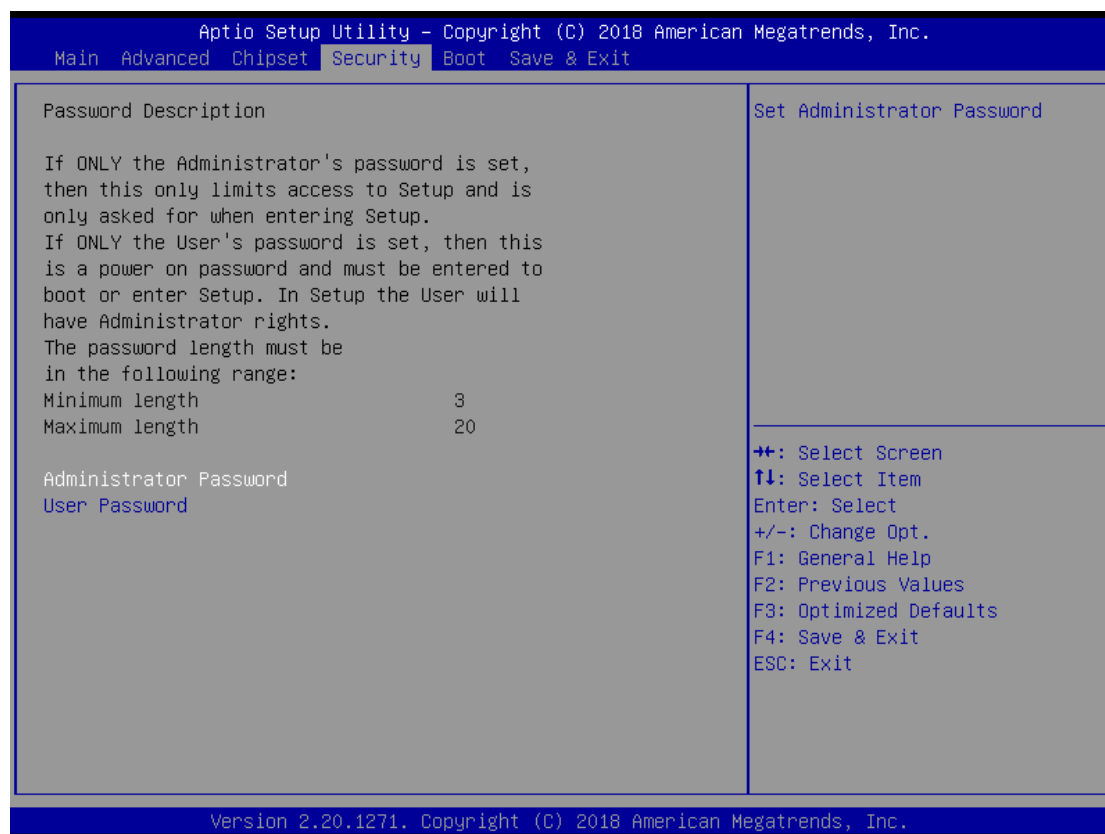 Aptio Setup Utility – Copyright (C) 2018 American Megatrends, Inc.
Main Advanced Chipset Security Boot Save & Exit
Password Description
If ONLY the Administrator's password is set,
then this only limits access to Setup and is
only asked for when entering Setup.
If ONLY the User's password is set, then this
is a power on password and must be entered to
boot or enter Setup. In Setup the User will
have Administrator rights.
The password length must be
in the following range:
Minimum length 3
Maximum length 20
Administrator Password
User Password
Set Administrator Password
→←: Select Screen
↑↓: Select Item
Enter: Select
+/-: Change Opt.
F1: General Help
F2: Previous Values
F3: Optimized Defaults
F4: Save & Exit
ESC: Exit
Version 2.20.1271. Copyright (C) 2018 American Megatrends, Inc.